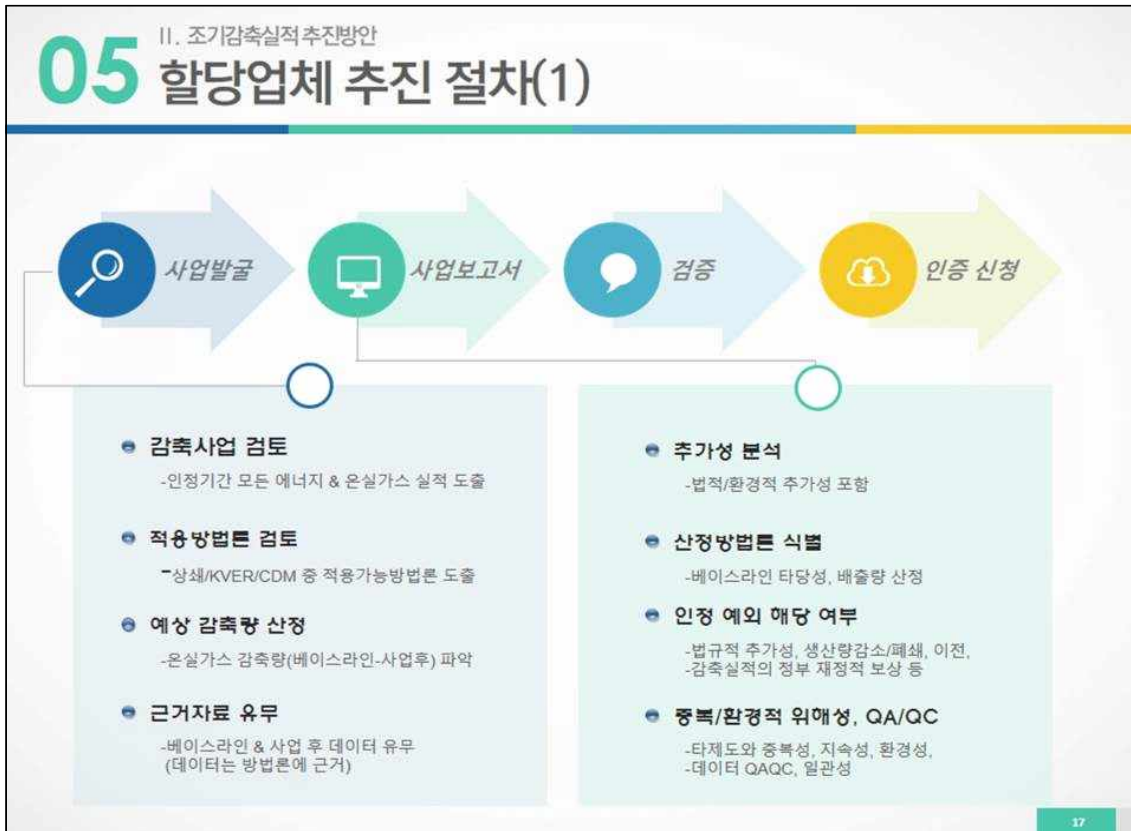 05
II. 조기감축실적 추진방안
할당업체 추진 절차(1)
사업발굴
사업보고서
검증
인증 신청
감축사업 검토
-인정기간 모든 에너지 & 온실가스 실적 도출
적용방법론 검토
-상쇄/KVER/CDM 중 적용가능방법론 도출
예상 감축량 산정
-온실가스 감축량(베이스라인-사업후) 파악
근거자료 유무
-베이스라인 & 사업 후 데이터 유무
(데이터는 방법론에 근거)
추가성 분석
-법적/환경적 추가성 포함
산정방법론 식별
-베이스라인 타당성, 배출량 산정
인정 예외 해당 여부
-법규적 추가성, 생산량감소/폐쇄, 이전,
-감축실적의 정부 재정적 보상 등
중복/환경적 위해성, QA/QC
-타제도와 중복성, 지속성, 환경성,
-데이터 QAQC, 일관성
17